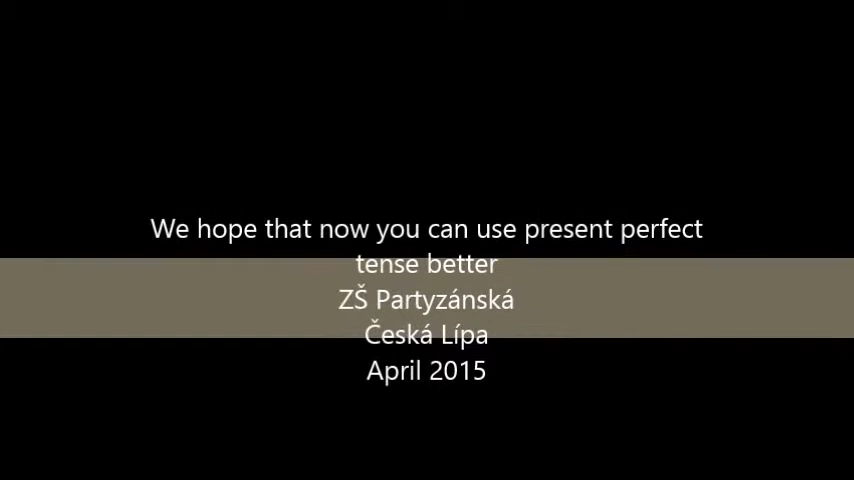 We hope that now you can use present perfect
tense better
ZŠ Partyzánská
Česká Lípa
April 2015